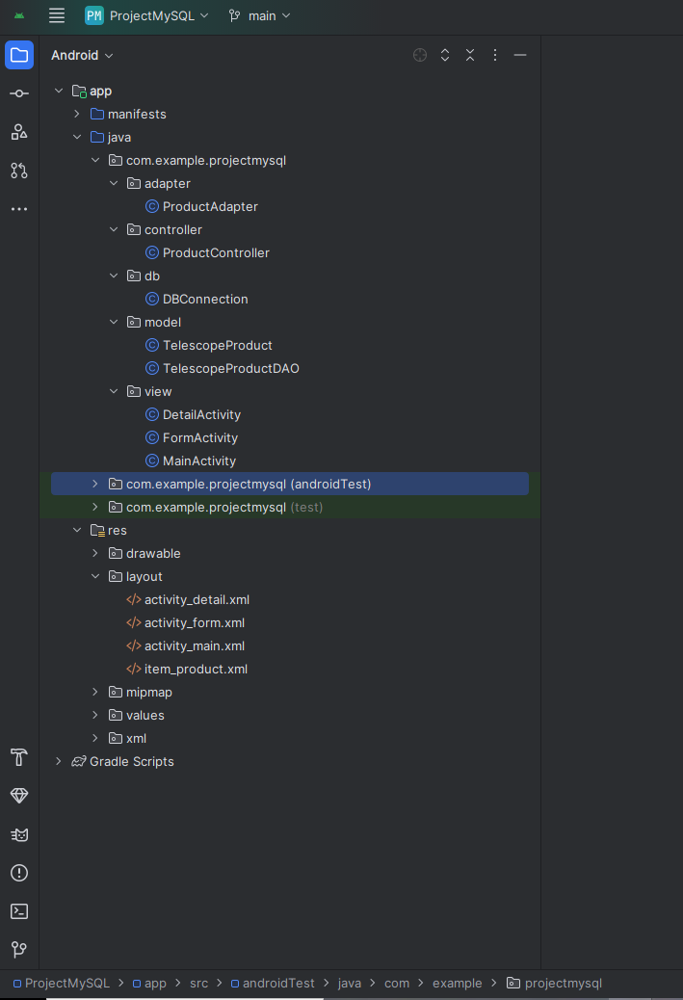 PM ProjectMySQL main
Android
app
manifests
java
com.example.projectmysql
adapter
ProductAdapter
controller
ProductController
db
DBConnection
model
TelescopeProduct
TelescopeProductDAO
view
DetailActivity
FormActivity
MainActivity
com.example.projectmysql (androidTest)
com.example.projectmysql (test)
res
drawable
layout
activity_detail.xml
activity_form.xml
activity_main.xml
item_product.xml
mipmap
values
xml
Gradle Scripts
ProjectMySQL > app > src > androidTest > java > com > example > projectmysql